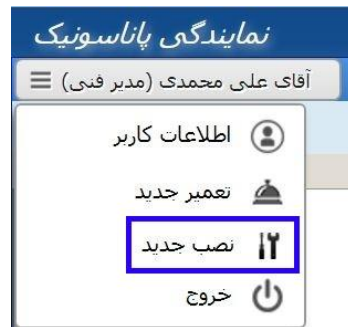 نمایندگی پاناسونیک
آقای علی محمدی (مدیر فنی)
اطلاعات کاربر
تعمیر جدید
نصب جدید
خروج